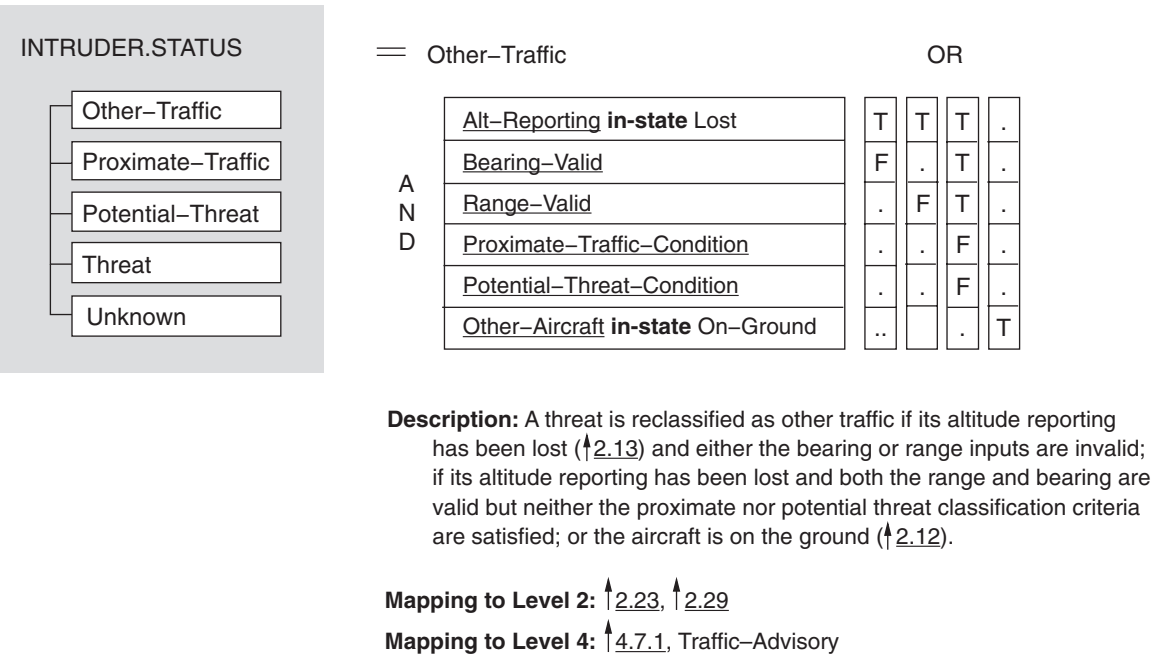 INTRUDER.STATUS
Other−Traffic
Proximate−Traffic
Potential−Threat
Threat
Unknown
= Other−Traffic OR
A N D
Alt−Reporting in-state Lost T T T .
Bearing−Valid F . T .
Range−Valid . F T .
Proximate−Traffic−Condition . . F .
Potential−Threat−Condition . . F .
Other−Aircraft in-state On−Ground .. . T
Description: A threat is reclassified as other traffic if its altitude reporting
has been lost (↑2.13) and either the bearing or range inputs are invalid;
if its altitude reporting has been lost and both the range and bearing are
valid but neither the proximate nor potential threat classification criteria
are satisfied; or the aircraft is on the ground (↑2.12).
Mapping to Level 2: ↑2.23, ↑2.29
Mapping to Level 4: ↑4.7.1, Traffic–Advisory